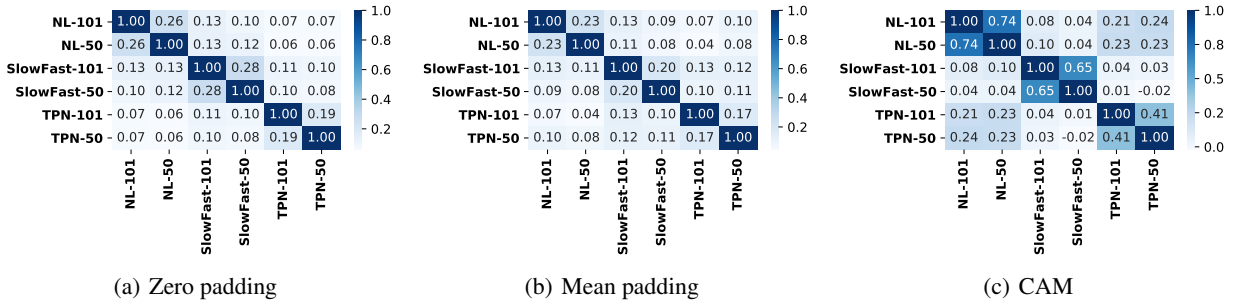 NL-101 1.00 0.26 0.13 0.10 0.07 0.07
NL-50 0.26 1.00 0.13 0.12 0.06 0.06
SlowFast-101 0.13 0.13 1.00 0.28 0.11 0.10
SlowFast-50 0.10 0.12 0.28 1.00 0.10 0.08
TPN-101 0.07 0.06 0.11 0.10 1.00 0.19
TPN-50 0.07 0.06 0.10 0.08 0.19 1.00
NL-101 NL-50 SlowFast-101 SlowFast-50 TPN-101 TPN-50
1.0
0.8
0.6
0.4
0.2
(a) Zero padding
NL-101 1.00 0.23 0.13 0.09 0.07 0.10
NL-50 0.23 1.00 0.11 0.08 0.04 0.08
SlowFast-101 0.13 0.11 1.00 0.20 0.13 0.12
SlowFast-50 0.09 0.08 0.20 1.00 0.10 0.11
TPN-101 0.07 0.04 0.13 0.10 1.00 0.17
TPN-50 0.10 0.08 0.12 0.11 0.17 1.00
NL-101 NL-50 SlowFast-101 SlowFast-50 TPN-101 TPN-50
1.0
0.8
0.6
0.4
0.2
(b) Mean padding
NL-101 1.00 0.74 0.08 0.04 0.21 0.24
NL-50 0.74 1.00 0.10 0.04 0.23 0.23
SlowFast-101 0.08 0.10 1.00 0.65 0.04 0.03
SlowFast-50 0.04 0.04 0.65 1.00 0.01 -0.02
TPN-101 0.21 0.23 0.04 0.01 1.00 0.41
TPN-50 0.24 0.23 0.03 -0.02 0.41 1.00
NL-101 NL-50 SlowFast-101 SlowFast-50 TPN-101 TPN-50
1.0
0.8
0.5
0.2
0.0
(c) CAM